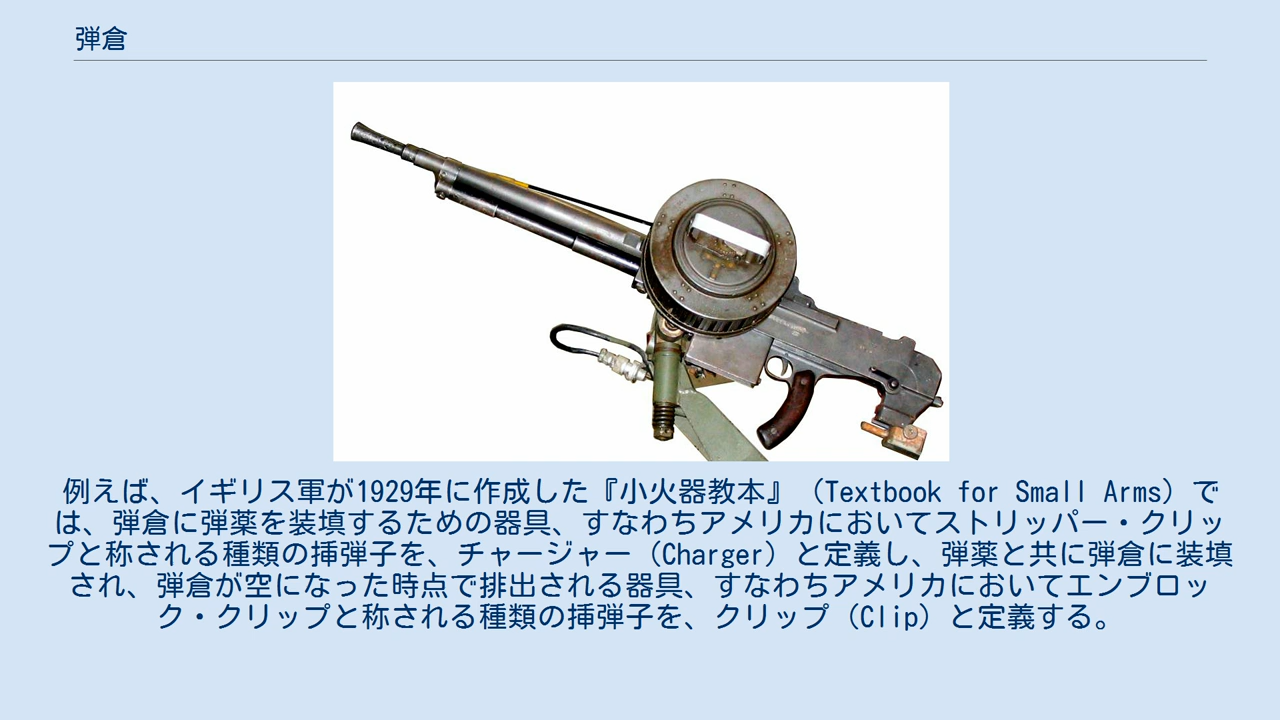 弾倉
例えば、イギリス軍が1929年に作成した『小火器教本』（Textbook for Small Arms）で
は、弾倉に弾薬を装填するための器具、すなわちアメリカにおいてストリッパー・クリッ
プと称される種類の挿弾子を、チャージャー（Charger）と定義し、弾薬と共に弾倉に装填
され、弾倉が空になった時点で排出される器具、すなわちアメリカにおいてエンブロッ
ク・クリップと称される種類の挿弾子を、クリップ（Clip）と定義する。